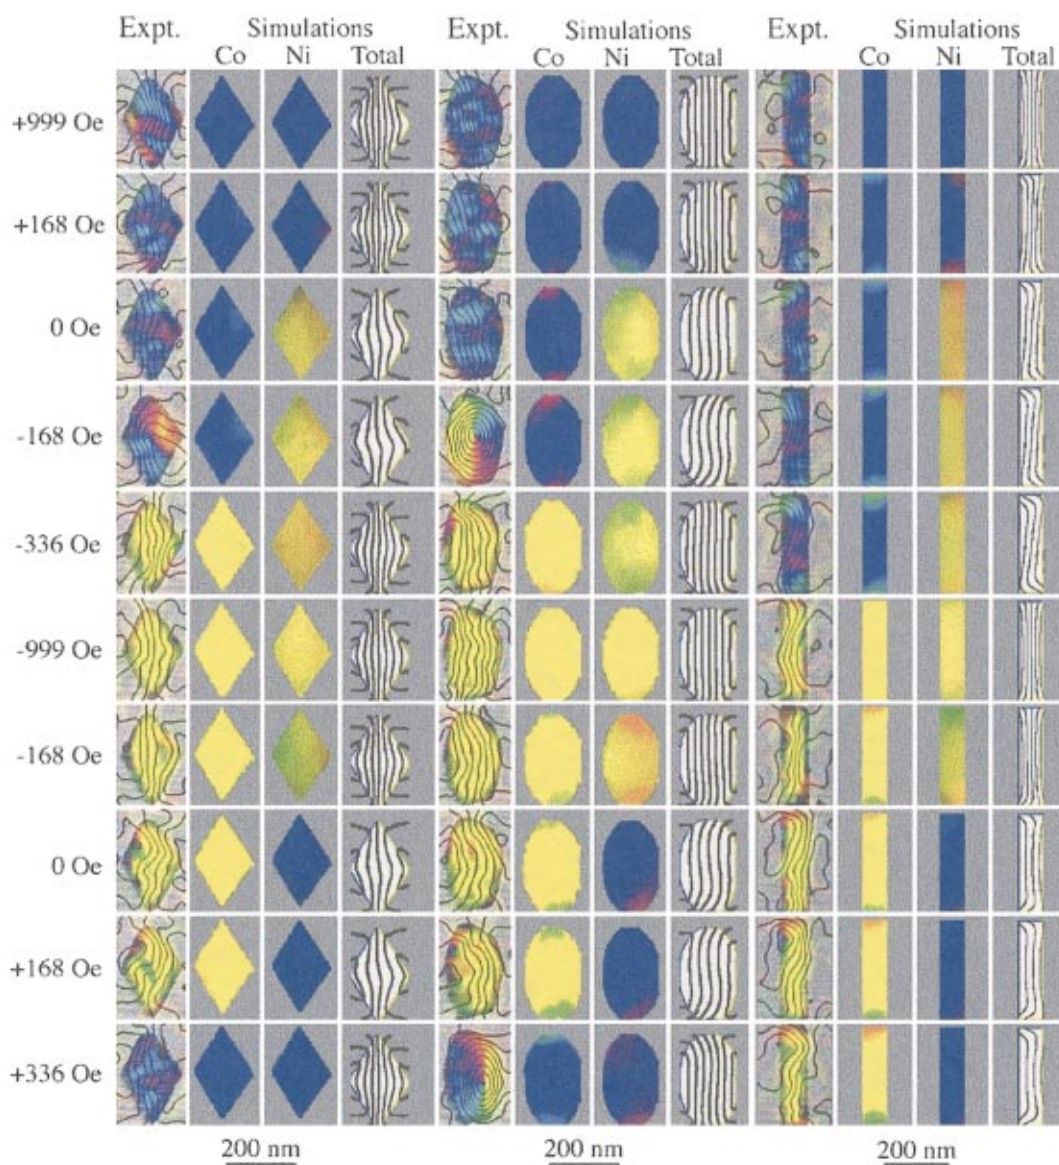 Expt. Simulations Expt. Simulations Expt. Simulations
Co Ni Total Co Ni Total Co Ni Total
+999 Oe
+168 Oe
0 Oe
-168 Oe
-336 Oe
-999 Oe
-168 Oe
0 Oe
+168 Oe
+336 Oe
200 nm 200 nm 200 nm